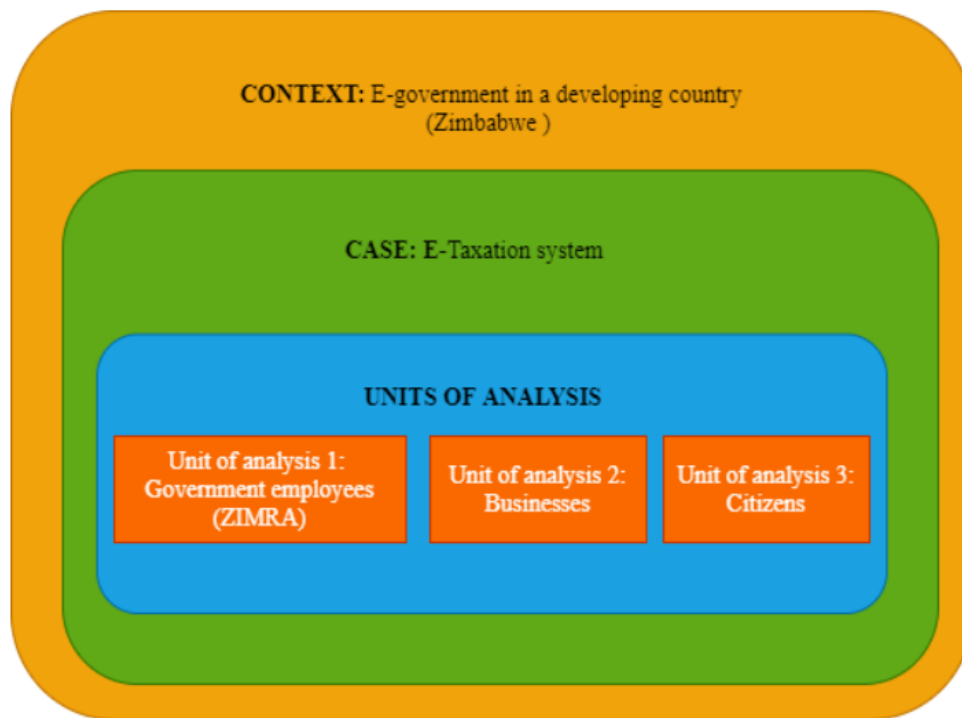 CONTEXT: E-government in a developing country
(Zimbabwe )
CASE: E-Taxation system
UNITS OF ANALYSIS
Unit of analysis 1:
Government employees
(ZIMRA)
Unit of analysis 2:
Businesses
Unit of analysis 3:
Citizens